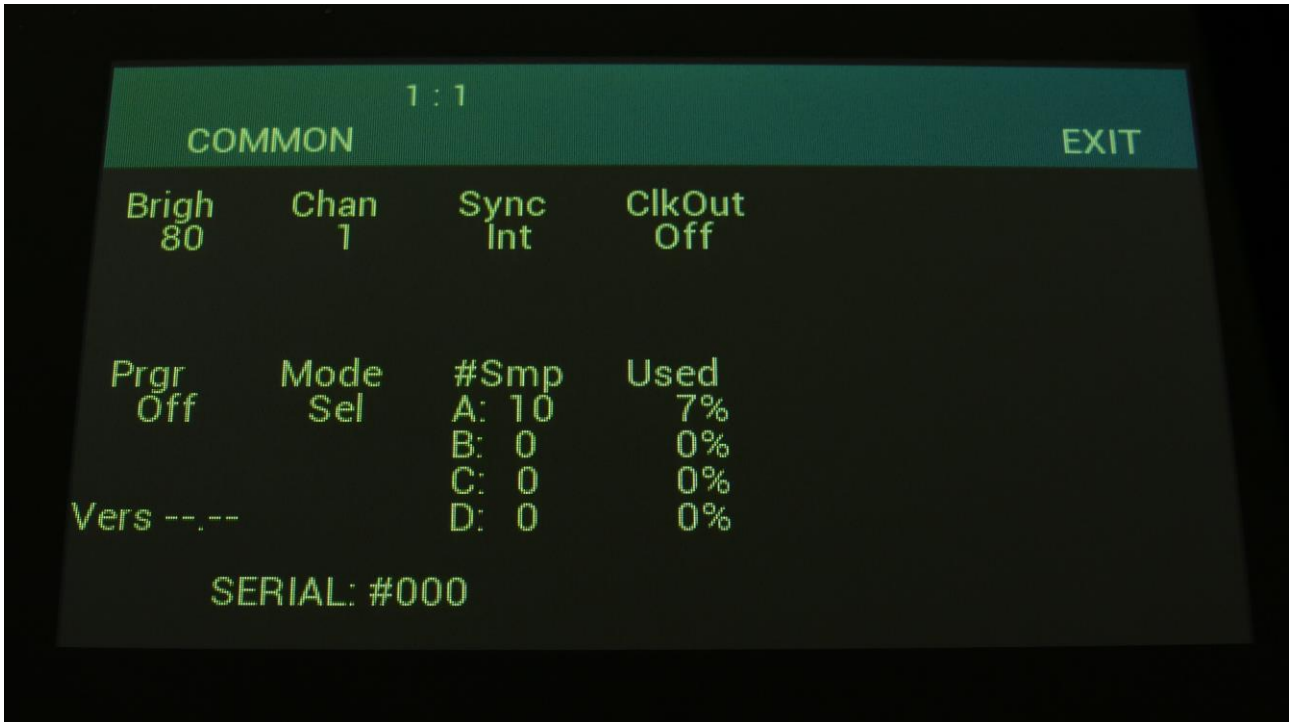 1 : 1
COMMON EXIT
Brigh Chan Sync ClkOut
80 1 Int Off
Prgr Mode #Smp Used
Off Sel A: 10 7%
B: 0 0%
C: 0 0%
Vers --.-- D: 0 0%
SERIAL: #000